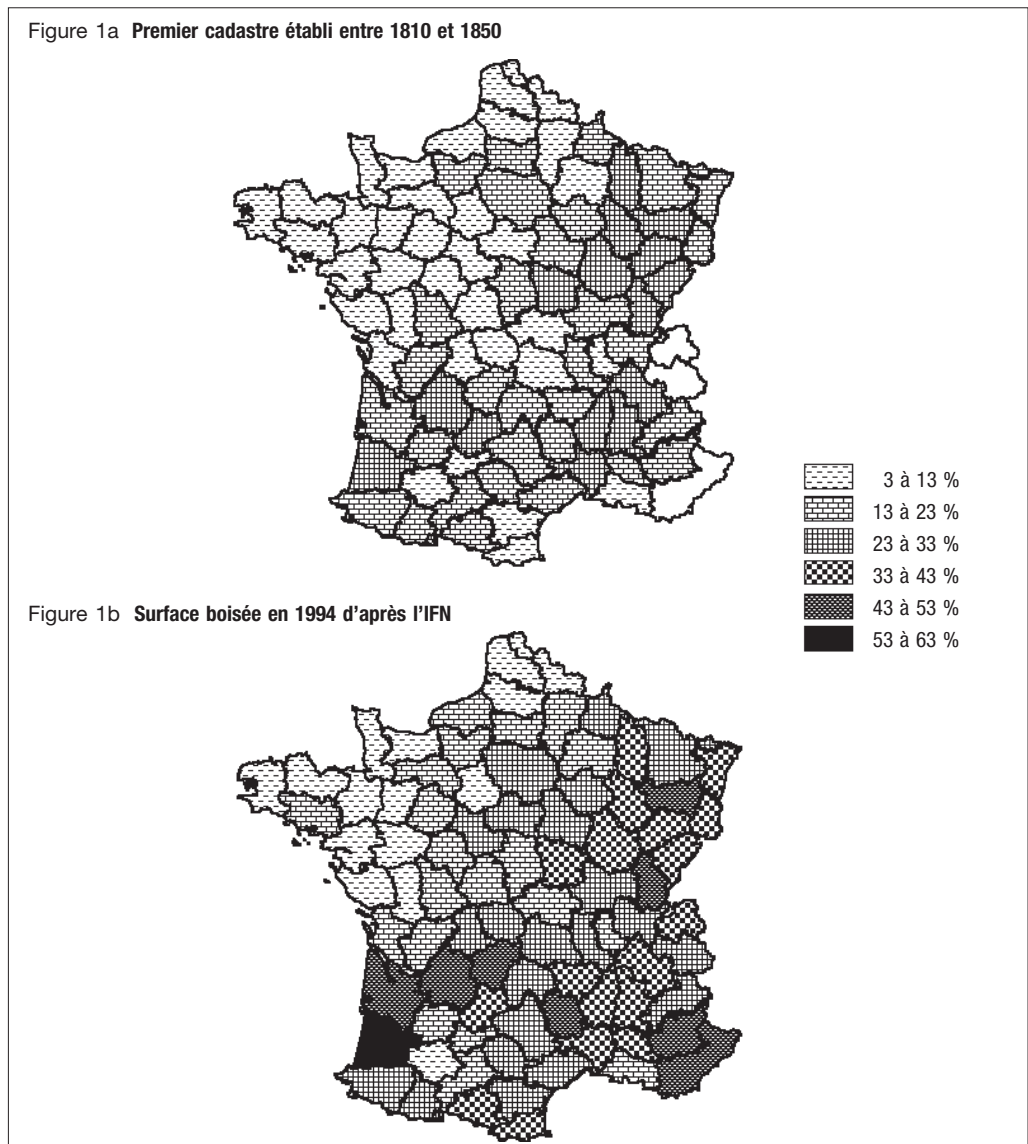 Figure 1a Premier cadastre établi entre 1810 et 1850
3 à 13 %
13 à 23 %
23 à 33 %
33 à 43 %
43 à 53 %
53 à 63 %
Figure 1b Surface boisée en 1994 d'après l'IFN